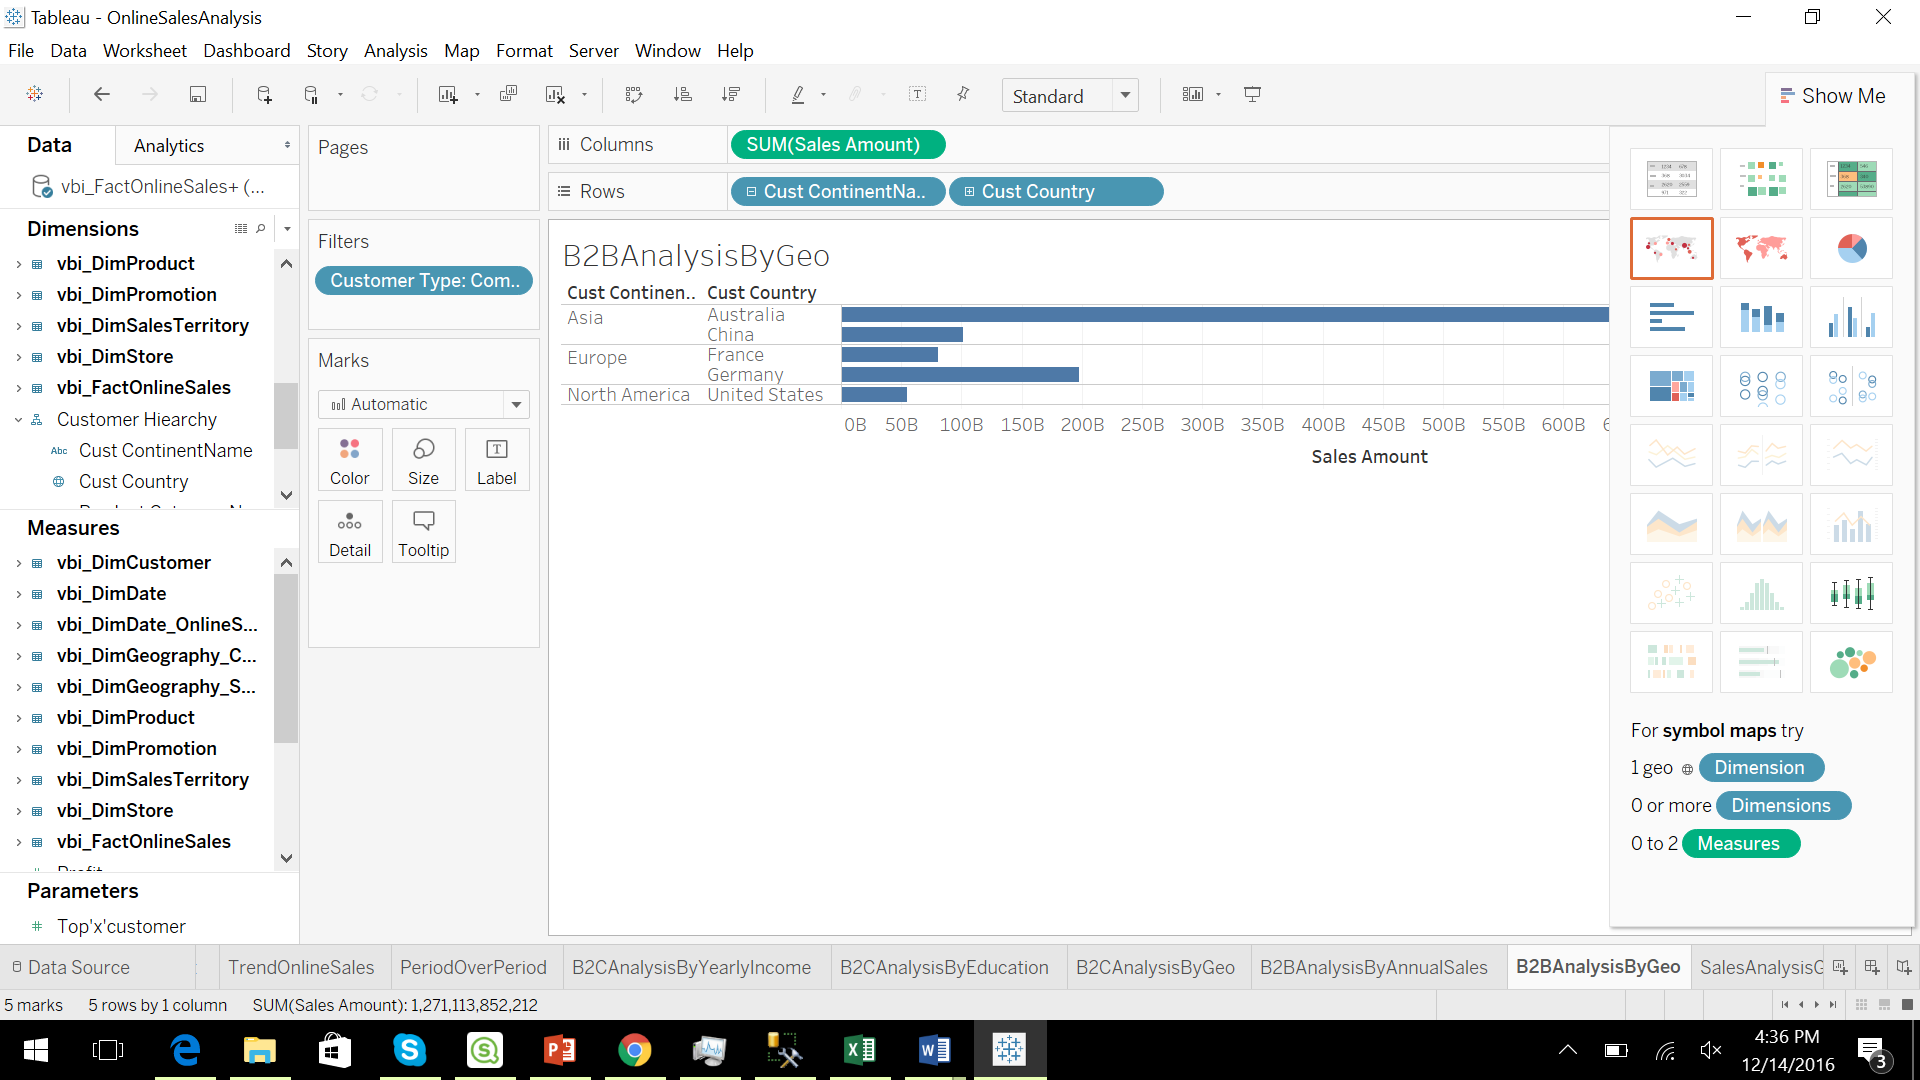 Tableau - OnlineSalesAnalysis
File Data Worksheet Dashboard Story Analysis Map Format Server Window Help
Standard
Show Me
Data
Analytics
vbi_FactOnlineSales+ (...
Dimensions
vbi_DimProduct
vbi_DimPromotion
vbi_DimSalesTerritory
vbi_DimStore
vbi_FactOnlineSales
Customer Hiearchy
Abc Cust ContinentName
Cust Country
Measures
vbi_DimCustomer
vbi_DimDate
vbi_DimDate_OnlineS...
vbi_DimGeography_C...
vbi_DimGeography_S...
vbi_DimProduct
vbi_DimPromotion
vbi_DimSalesTerritory
vbi_DimStore
vbi_FactOnlineSales
Profit
Parameters
# Top'x'customer
Pages
Filters
Customer Type: Com..
Marks
Automatic
Color Size Label
Detail Tooltip
Columns SUM(Sales Amount)
Rows Cust ContinentNa.. Cust Country
B2BAnalysisByGeo
Cust Continen.. Cust Country
Asia Australia
China
Europe France
Germany
North America United States
0B 50B 100B 150B 200B 250B 300B 350B 400B 450B 500B 550B 600B
Sales Amount
For symbol maps try
1 geo Dimension
0 or more Dimensions
0 to 2 Measures
Data Source TrendOnlineSales PeriodOverPeriod B2CAnalysisByYearlyIncome B2CAnalysisByEducation B2CAnalysisByGeo B2BAnalysisByAnnualSales B2BAnalysisByGeo SalesAnalysisG
5 marks 5 rows by 1 column SUM(Sales Amount): 1,271,113,852,212
4:36 PM
12/14/2016
3